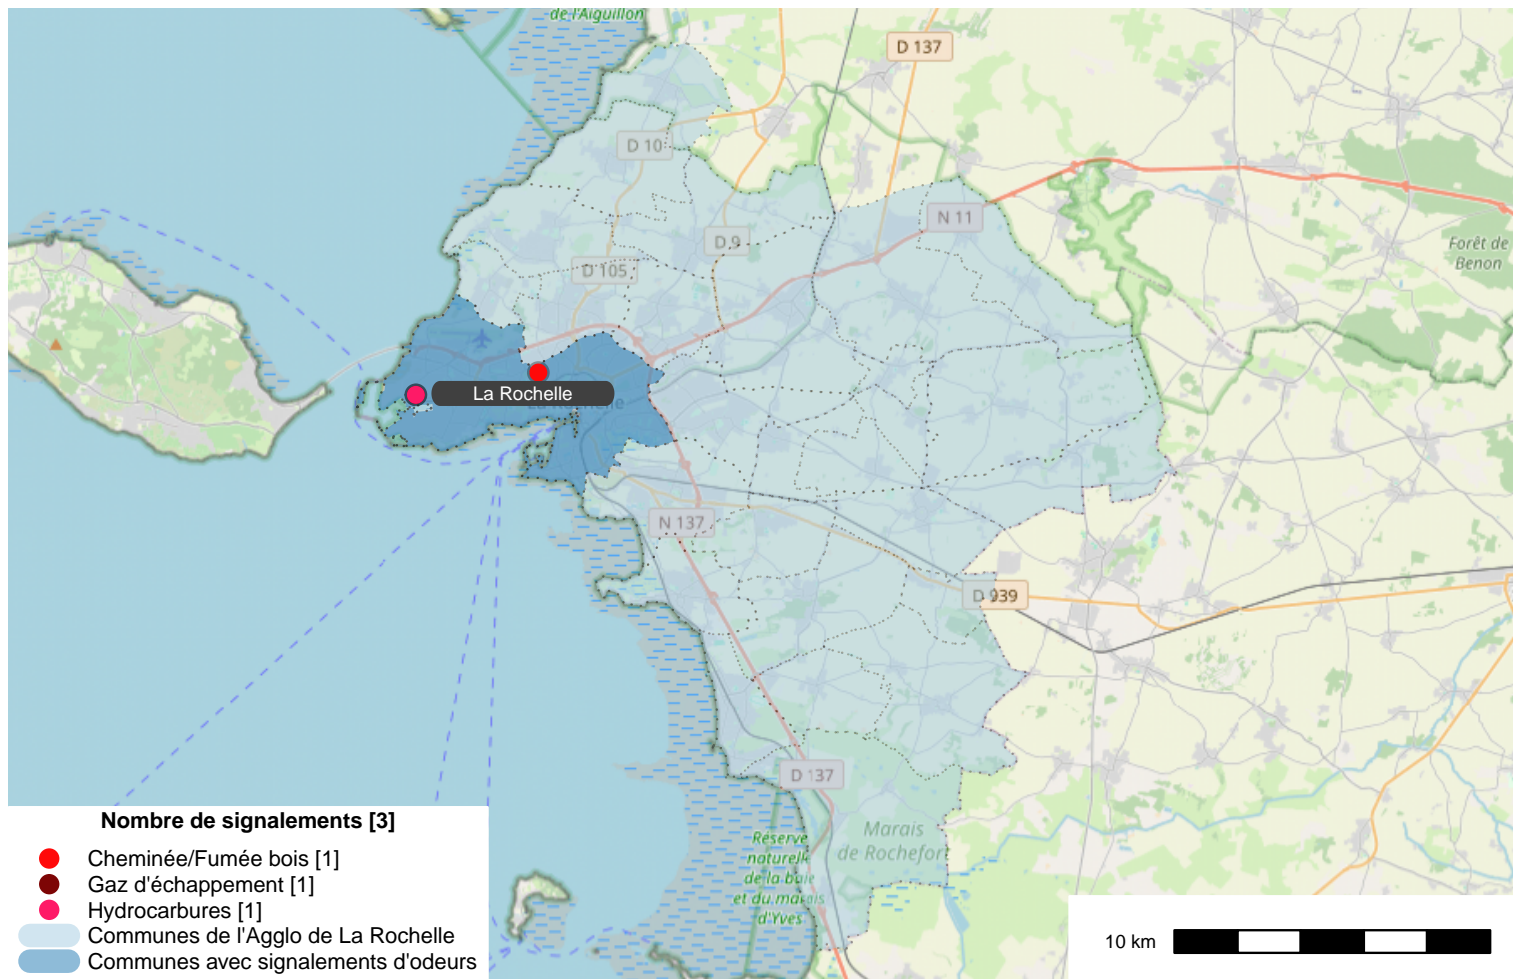 de l'Aiguillon
D 137
D 10
N 11
D 9
Forêt de
Benon
D 105
La Rochelle
N 137
D 939
D 137
Marais
de Rochefort
Réserve
naturelle
de la baie
et du marais
d'Yves
Nombre de signalements [3]
Cheminée/Fumée bois [1]
Gaz d'échappement [1]
Hydrocarbures [1]
Communes de l'Agglo de La Rochelle
Communes avec signalements d'odeurs
10 km